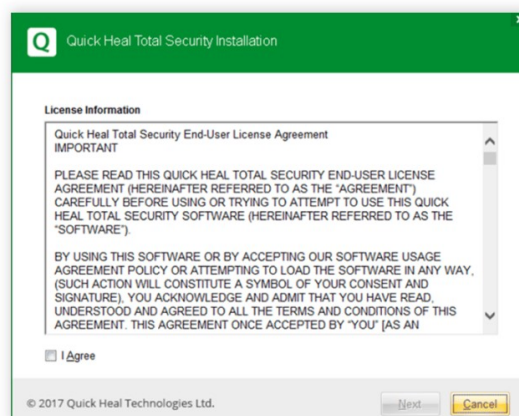 Q
Quick Heal Total Security Installation
License Information
Quick Heal Total Security End-User License Agreement
IMPORTANT
PLEASE READ THIS QUICK HEAL TOTAL SECURITY END-USER LICENSE
AGREEMENT (HEREINAFTER REFERRED TO AS THE "AGREEMENT")
CAREFULLY BEFORE USING OR TRYING TO ATTEMPT TO USE THIS QUICK
HEAL TOTAL SECURITY SOFTWARE (HEREINAFTER REFERRED TO AS THE
"SOFTWARE").
BY USING THIS SOFTWARE OR BY ACCEPTING OUR SOFTWARE USAGE
AGREEMENT POLICY OR ATTEMPTING TO LOAD THE SOFTWARE IN ANY WAY,
(SUCH ACTION WILL CONSTITUTE A SYMBOL OF YOUR CONSENT AND
SIGNATURE), YOU ACKNOWLEDGE AND ADMIT THAT YOU HAVE READ,
UNDERSTOOD AND AGREED TO ALL THE TERMS AND CONDITIONS OF THIS
AGREEMENT. THIS AGREEMENT ONCE ACCEPTED BY "YOU" [AS AN
I Agree
© 2017 Quick Heal Technologies Ltd.
Next
Cancel